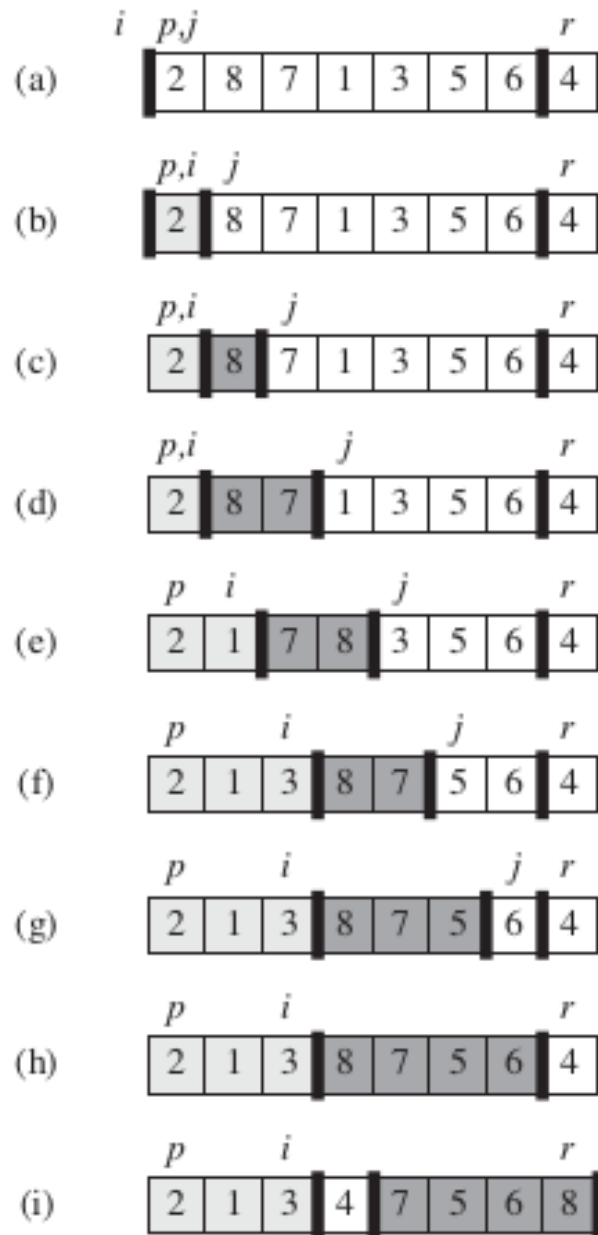 i p,j r
(a) 2 8 7 1 3 5 6 4
p,i j r
(b) 2 8 7 1 3 5 6 4
p,i j r
(c) 2 8 7 1 3 5 6 4
p,i j r
(d) 2 8 7 1 3 5 6 4
p i j r
(e) 2 1 7 8 3 5 6 4
p i j r
(f) 2 1 3 8 7 5 6 4
p i j r
(g) 2 1 3 8 7 5 6 4
p i r
(h) 2 1 3 8 7 5 6 4
p i r
(i) 2 1 3 4 7 5 6 8